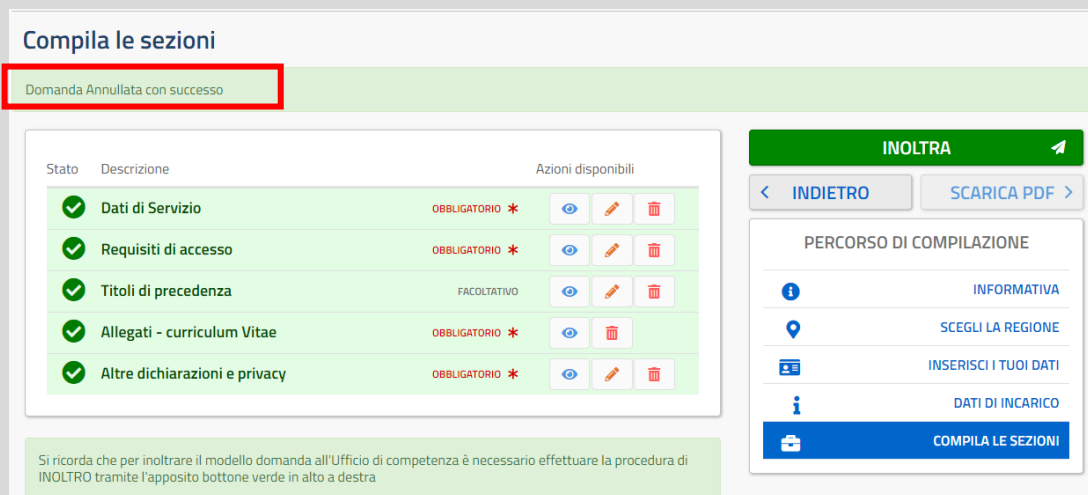 Compila le sezioni
Domanda Annullata con successo
Stato Descrizione Azioni disponibili
Dati di Servizio OBBLIGATORIO *
Requisiti di accesso OBBLIGATORIO *
Titoli di precedenza FACOLTATIVO
Allegati - curriculum Vitae OBBLIGATORIO *
Altre dichiarazioni e privacy OBBLIGATORIO *
Si ricorda che per inoltrare il modello domanda all'Ufficio di competenza è necessario effettuare la procedura di
INOLTRO tramite l'apposito bottone verde in alto a destra
INOLTRA
< INDIETRO SCARICA PDF >
PERCORSO DI COMPILAZIONE
INFORMATIVA
SCEGLI LA REGIONE
INSERISCI I TUOI DATI
DATI DI INCARICO
COMPILA LE SEZIONI